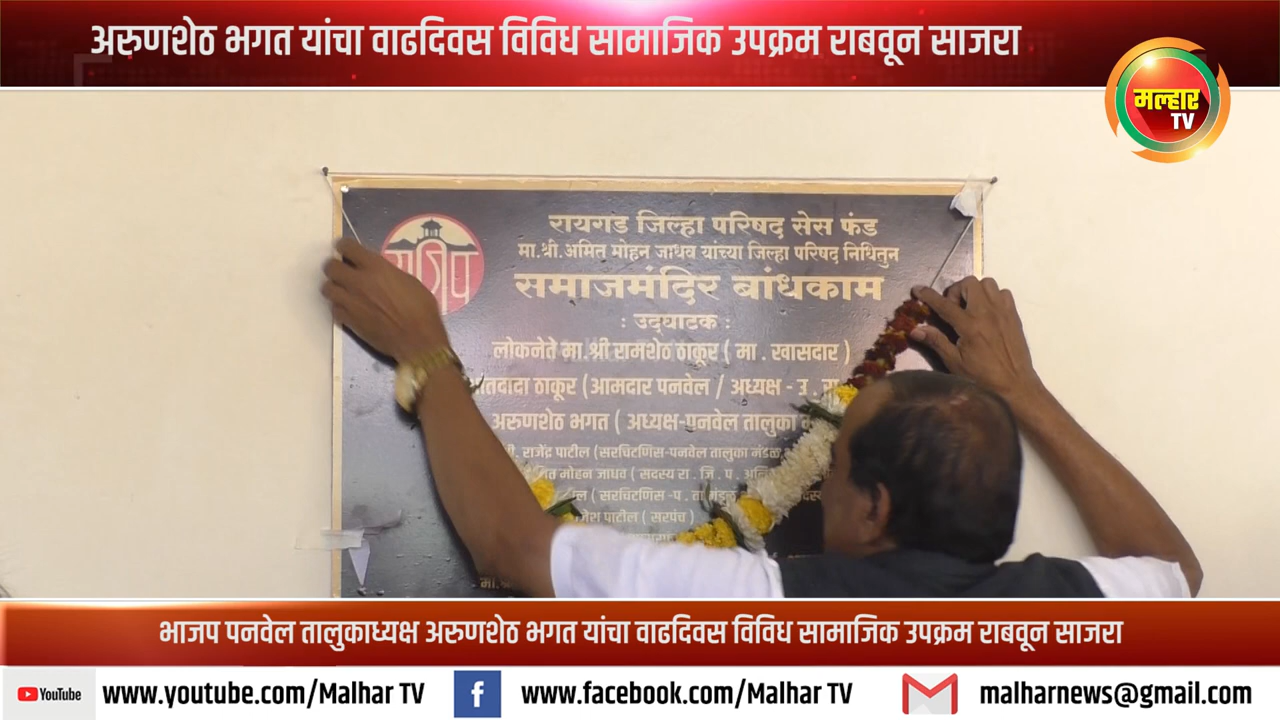 अरुणशेठ भगत यांचा वाढदिवस विविध सामाजिक उपक्रम राबवून साजरा
मल्हार
TV
रायगड जिल्हा परिषद सेस फंड
मा.श्री.अमित मोहन जाधव यांच्या जिल्हा परिषद निधितुन
समाजमंदिर बांधकाम
: उद्घाटक :
लोकनेते मा.श्री रामशेठ ठाकूर ( मा . खासदार )
ठाकूर (आमदार पनवेल / अध्यक्ष - उ .
अरुणशेठ भगत ( अध्यक्ष-पनवेल तालुका
राजेंद्र पाटील (सरचिटणिस-पनवेल तालुका मंडळ
मोहन जाधव ( सदस्य रा . जि . प .
( सरचिटणिस -प .
पाटील ( सरपंच )
भाजप पनवेल तालुकाध्यक्ष अरुणशेठ भगत यांचा वाढदिवस विविध सामाजिक उपक्रम राबवून साजरा
YouTube www.youtube.com/Malhar TV f www.facebook.com/Malhar TV malharnews@gmail.com